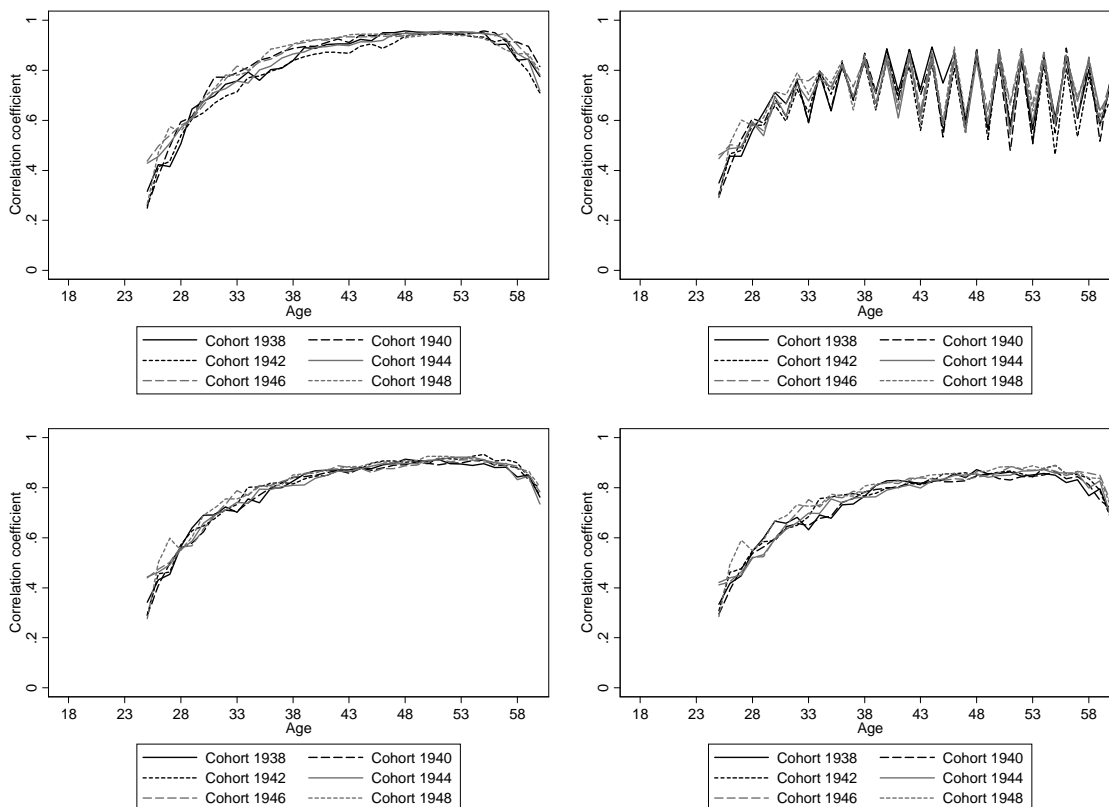 Correlation coefficient
0 .2 .4 .6 .8 1
18 23 28 33 38 43 48 53 58
Age
Cohort 1938 Cohort 1940
Cohort 1942 Cohort 1944
Cohort 1946 Cohort 1948
Correlation coefficient
0 .2 .4 .6 .8 1
18 23 28 33 38 43 48 53 58
Age
Cohort 1938 Cohort 1940
Cohort 1942 Cohort 1944
Cohort 1946 Cohort 1948
Correlation coefficient
0 .2 .4 .6 .8 1
18 23 28 33 38 43 48 53 58
Age
Cohort 1938 Cohort 1940
Cohort 1942 Cohort 1944
Cohort 1946 Cohort 1948
Correlation coefficient
0 .2 .4 .6 .8 1
18 23 28 33 38 43 48 53 58
Age
Cohort 1938 Cohort 1940
Cohort 1942 Cohort 1944
Cohort 1946 Cohort 1948